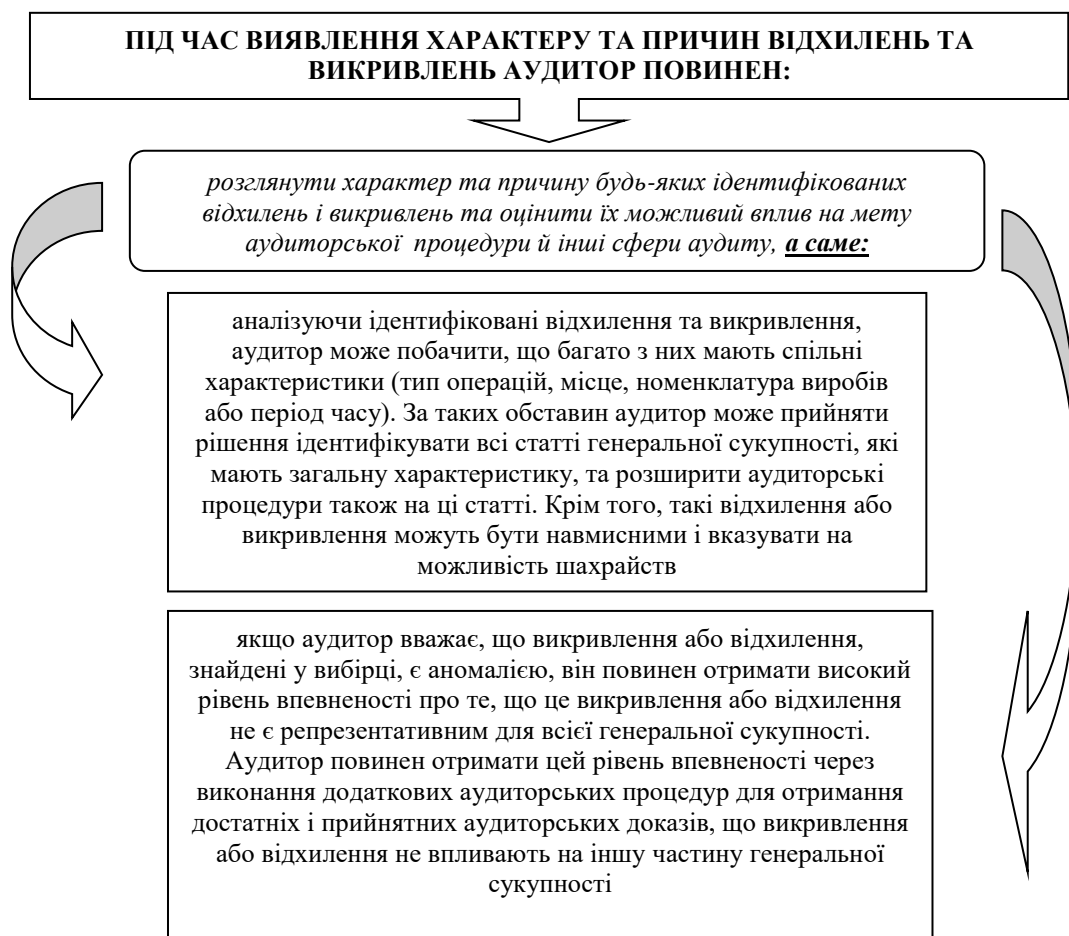 ПІД ЧАС ВИЯВЛЕННЯ ХАРАКТЕРУ ТА ПРИЧИН ВІДХИЛЕНЬ ТА
ВИКРИВЛЕНЬ АУДИТОР ПОВИНЕН:
розглянути характер та причину будь-яких ідентифікованих
відхилень і викривлень та оцінити їх можливий вплив на мету
аудиторської процедури й інші сфери аудиту, а саме:
аналізуючи ідентифіковані відхилення та викривлення,
аудитор може побачити, що багато з них мають спільні
характеристики (тип операцій, місце, номенклатура виробів
або період часу). За таких обставин аудитор може прийняти
рішення ідентифікувати всі статті генеральної сукупності, які
мають загальну характеристику, та розширити аудиторські
процедури також на ці статті. Крім того, такі відхилення або
викривлення можуть бути навмисними і вказувати на
можливість шахрайств
якщо аудитор вважає, що викривлення або відхилення,
знайдені у вибірці, є аномалією, він повинен отримати високий
рівень впевненості про те, що це викривлення або відхилення
не є репрезентативним для всієї генеральної сукупності.
Аудитор повинен отримати цей рівень впевненості через
виконання додаткових аудиторських процедур для отримання
достатніх і прийнятних аудиторських доказів, що викривлення
або відхилення не впливають на іншу частину генеральної
сукупності